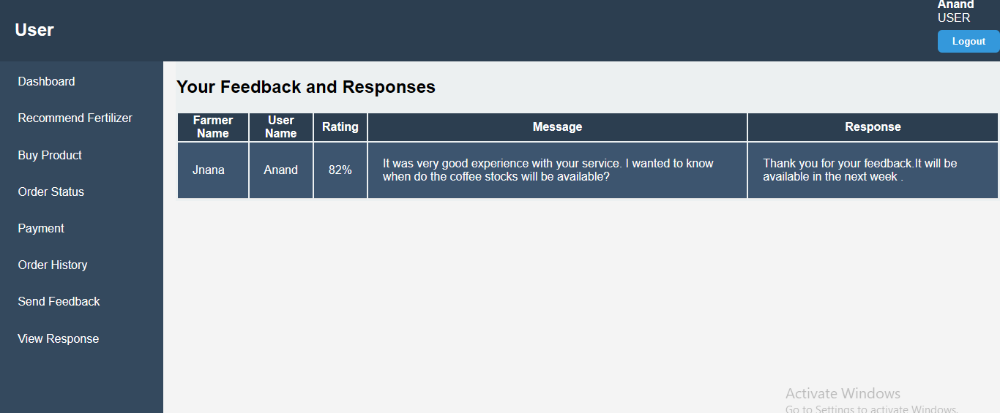 Anand
USER
User
Logout
Dashboard
Recommend Fertilizer
Buy Product
Order Status
Payment
Order History
Send Feedback
View Response
Your Feedback and Responses
Farmer Name
User Name
Rating
Message
Response
Jnana
Anand
82%
It was very good experience with your service. I wanted to know
when do the coffee stocks will be available?
Thank you for your feedback.It will be
available in the next week .
Activate Windows
Go to Settings to activate Windows.